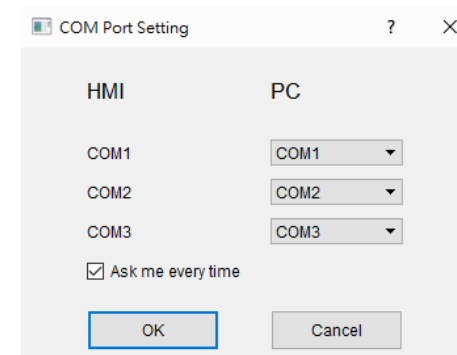 COM Port Setting ?
HMI PC
COM1 COM1
COM2 COM2
COM3 COM3
Ask me every time
OK Cancel